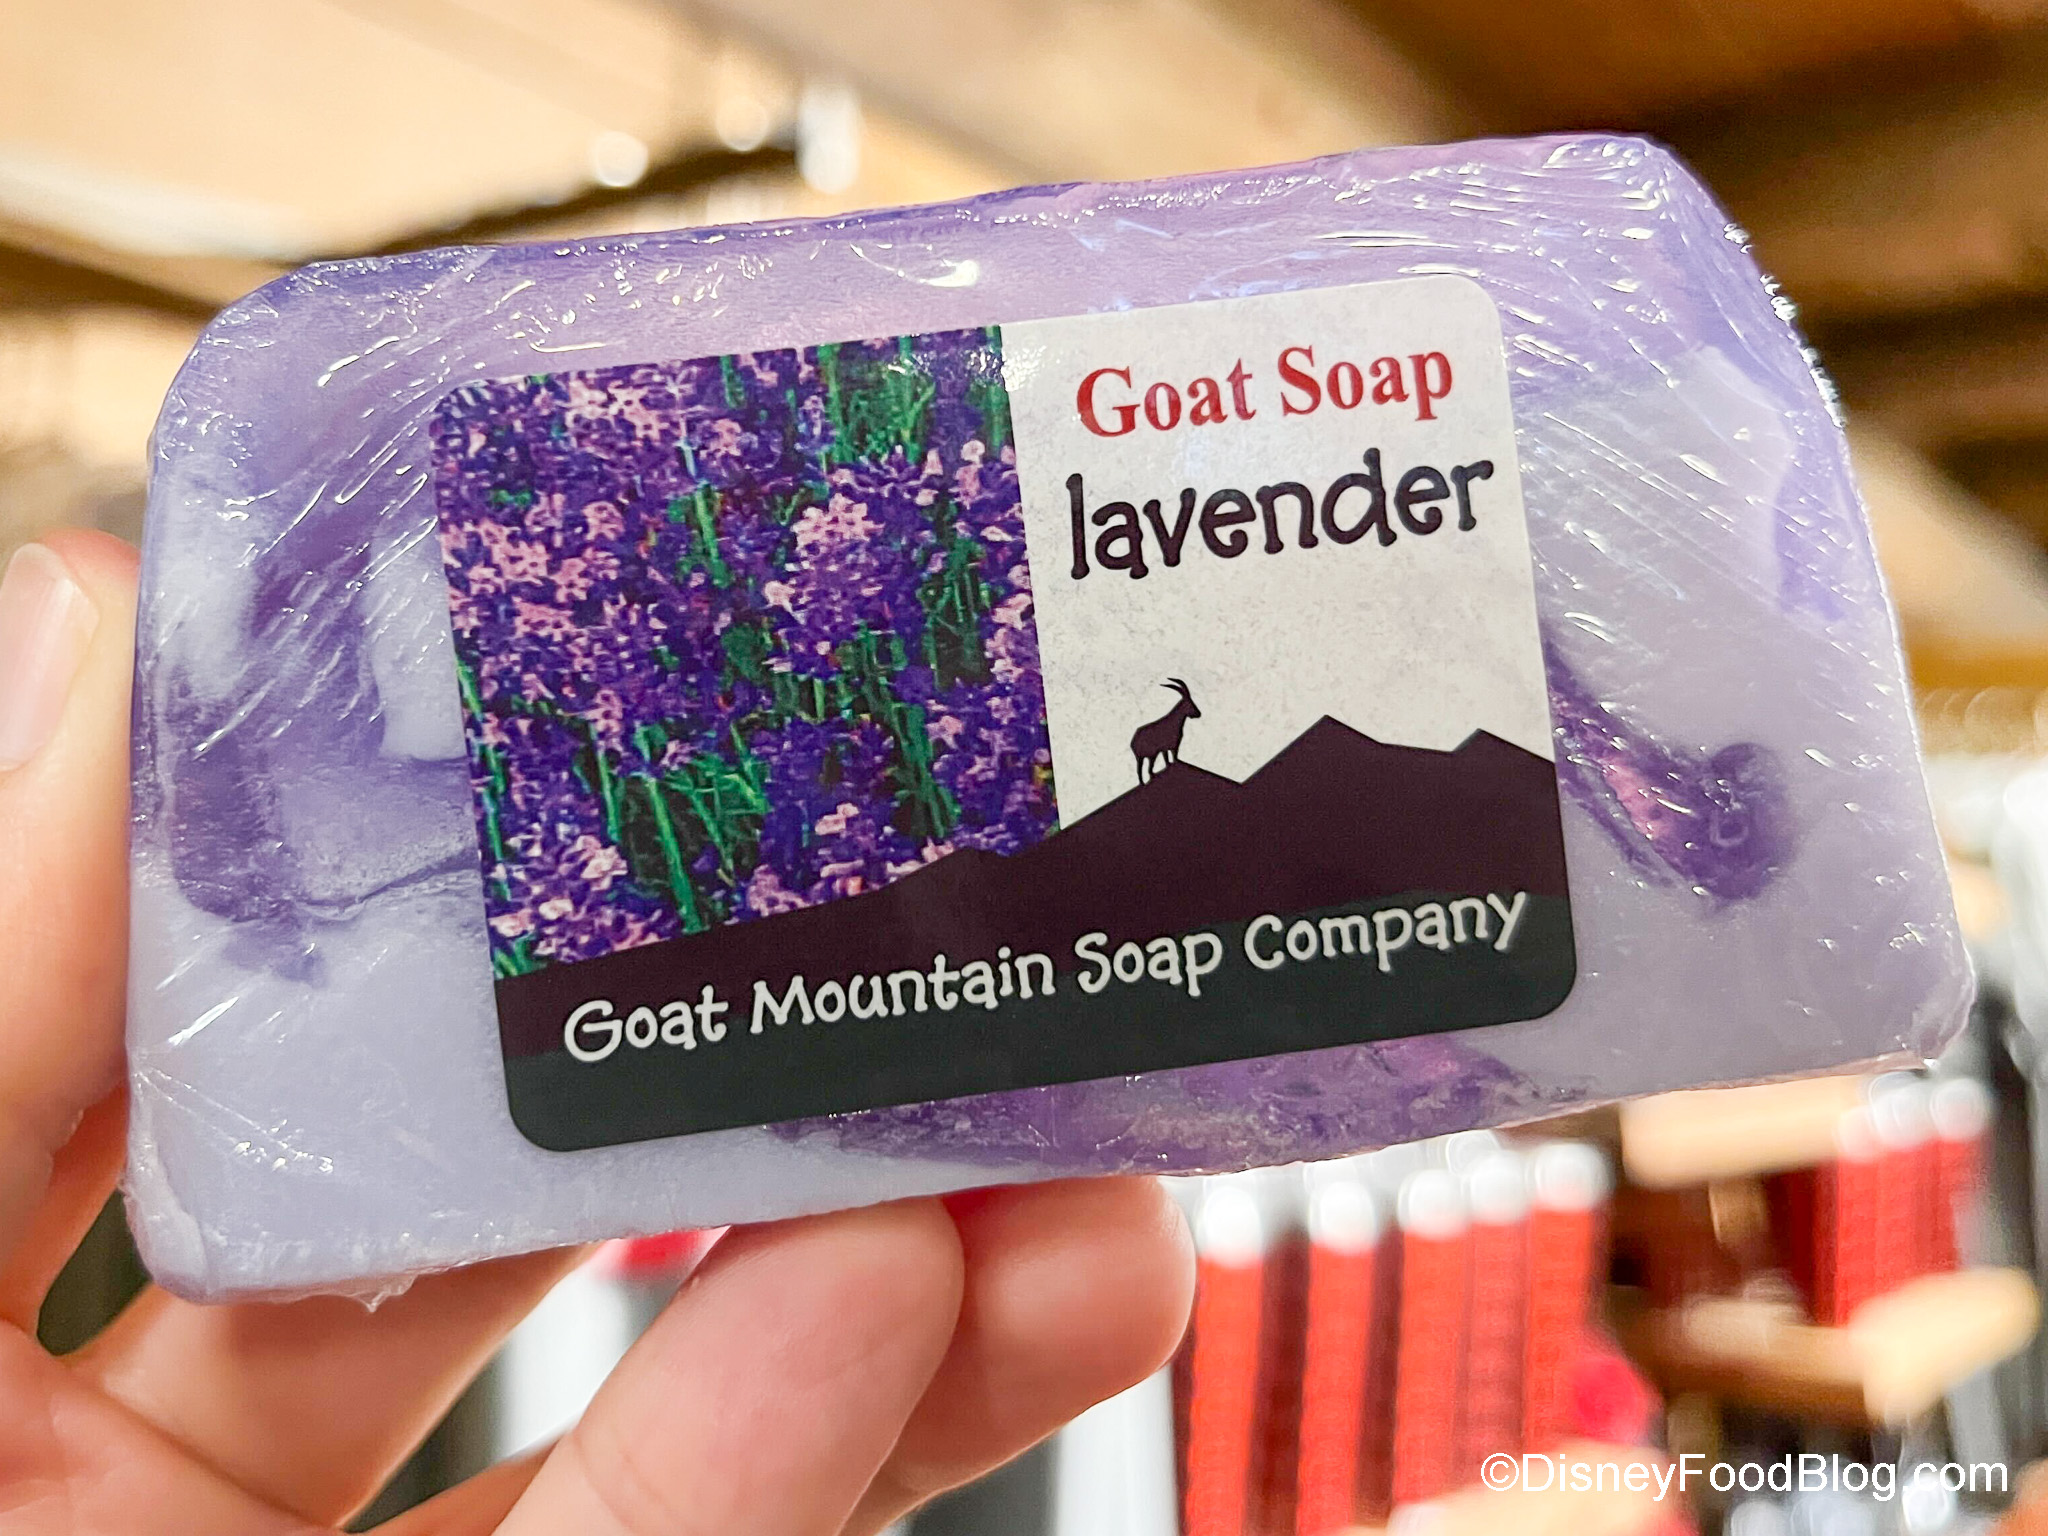 Goat Soap
lavender
Goat Mountain Soap Company
©DisneyFoodBlog.com